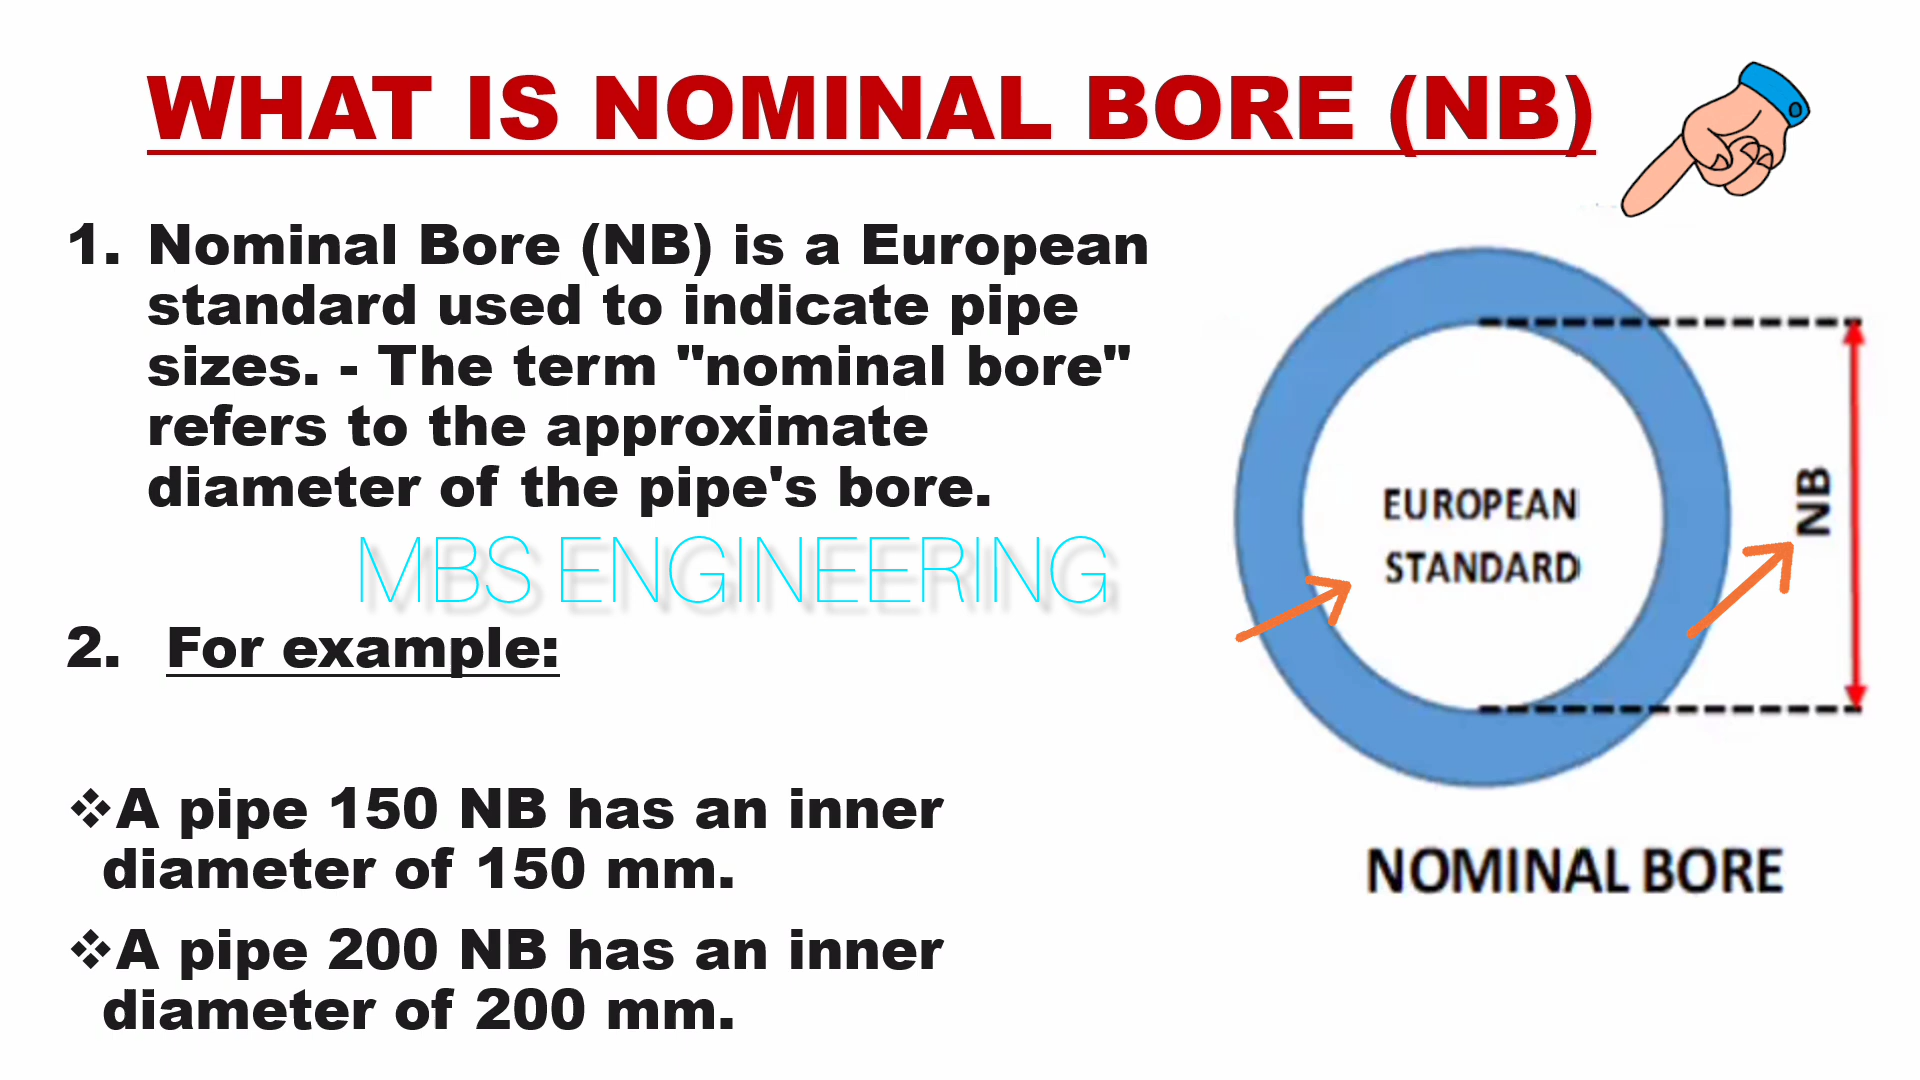 WHAT IS NOMINAL BORE (NB)
1. Nominal Bore (NB) is a European
standard used to indicate pipe
sizes. - The term "nominal bore"
refers to the approximate
diameter of the pipe's bore.
MBS ENGINEERING
2. For example:
❖A pipe 150 NB has an inner
diameter of 150 mm.
❖A pipe 200 NB has an inner
diameter of 200 mm.
EUROPEAN
STANDARD
NB
NOMINAL BORE